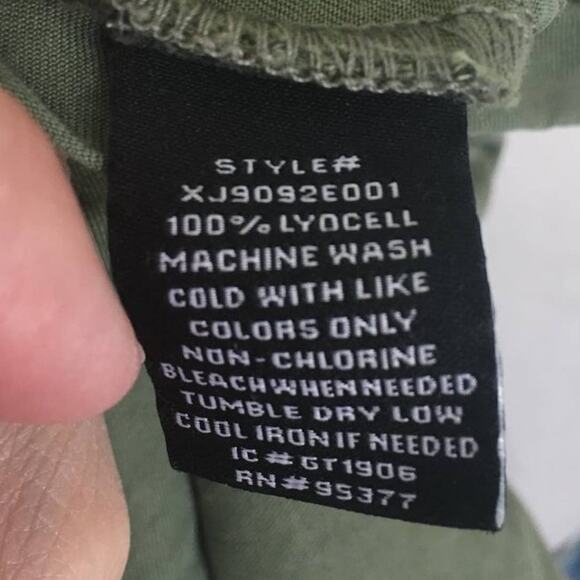 STYLE#
XJ9092E001
100% LYOCELL
MACHINE WASH
COLD WITH LIKE
COLORS ONLY
NON-CHLORINE
BLEACH WHEN NEEDED
TUMBLE DRY LOW
COOL IRON IF NEEDED
IC # GT1906
RN # 95377